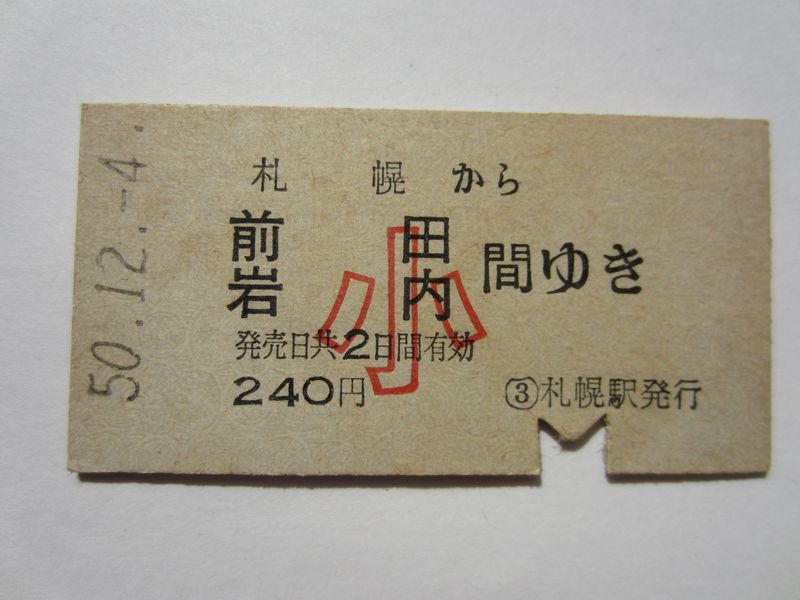 50.12.-4.
札幌から
前田
岩内
間ゆき
小
発売日共2日間有効
240円
③札幌駅発行